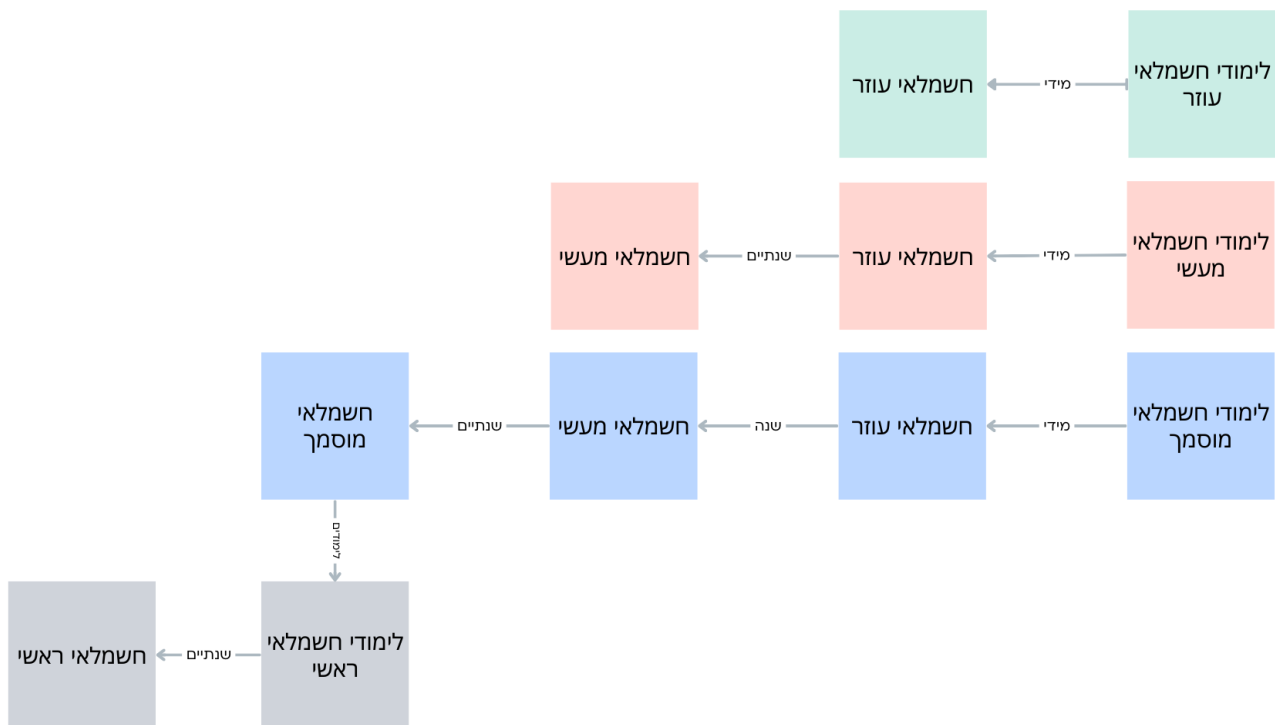 לימודי חשמלאי
עוזר
מידי
חשמלאי עוזר
לימודי חשמלאי
מעשי
מידי
חשמלאי עוזר
שנתיים
חשמלאי מעשי
לימודי חשמלאי
מוסמך
מידי
חשמלאי עוזר
שנה
חשמלאי מעשי
שנתיים
חשמלאי
מוסמך
לימודים
לימודי חשמלאי
ראשי
שנתיים
חשמלאי ראשי